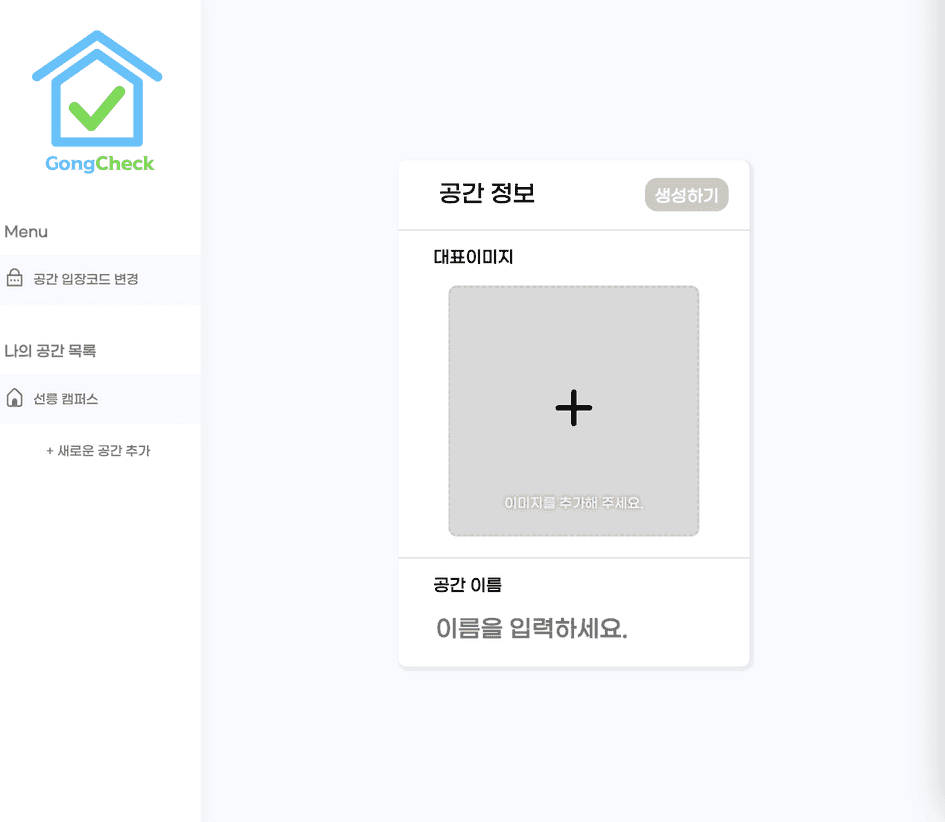 GongCheck
Menu
공간 입장코드 변경
나의 공간 목록
선릉 캠퍼스
+ 새로운 공간 추가
공간 정보
생성하기
대표이미지
이미지를 추가해 주세요.
공간 이름
이름을 입력하세요.